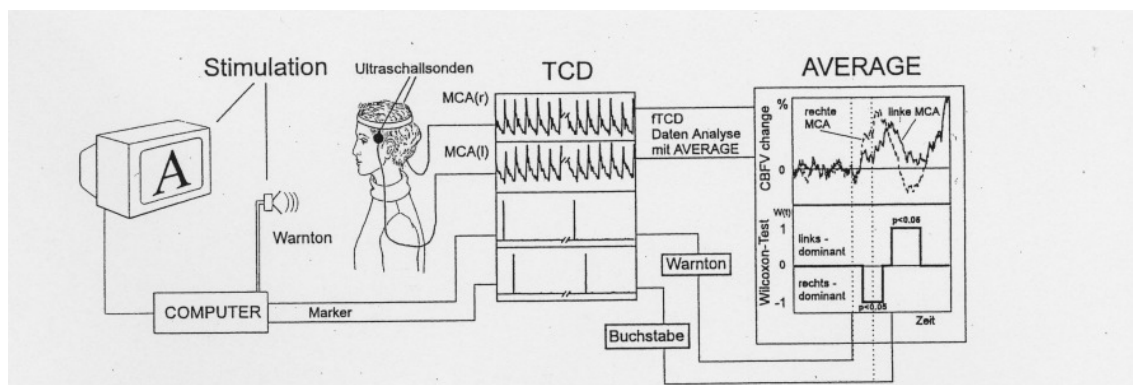 Stimulation
Ultraschallsonden
A
Warnton
COMPUTER
Marker
TCD
MCA(r)
MCA(l)
fTCD
Daten Analyse
mit AVERAGE
Warnton
Buchstabe
AVERAGE
%
CBFV change
0
rechte
MCA
linke MCA
W(t)
Wilcoxon-Test
1
0
-1
p<0.05
links -
dominant
rechts -
dominant
p<0.05
Zeit